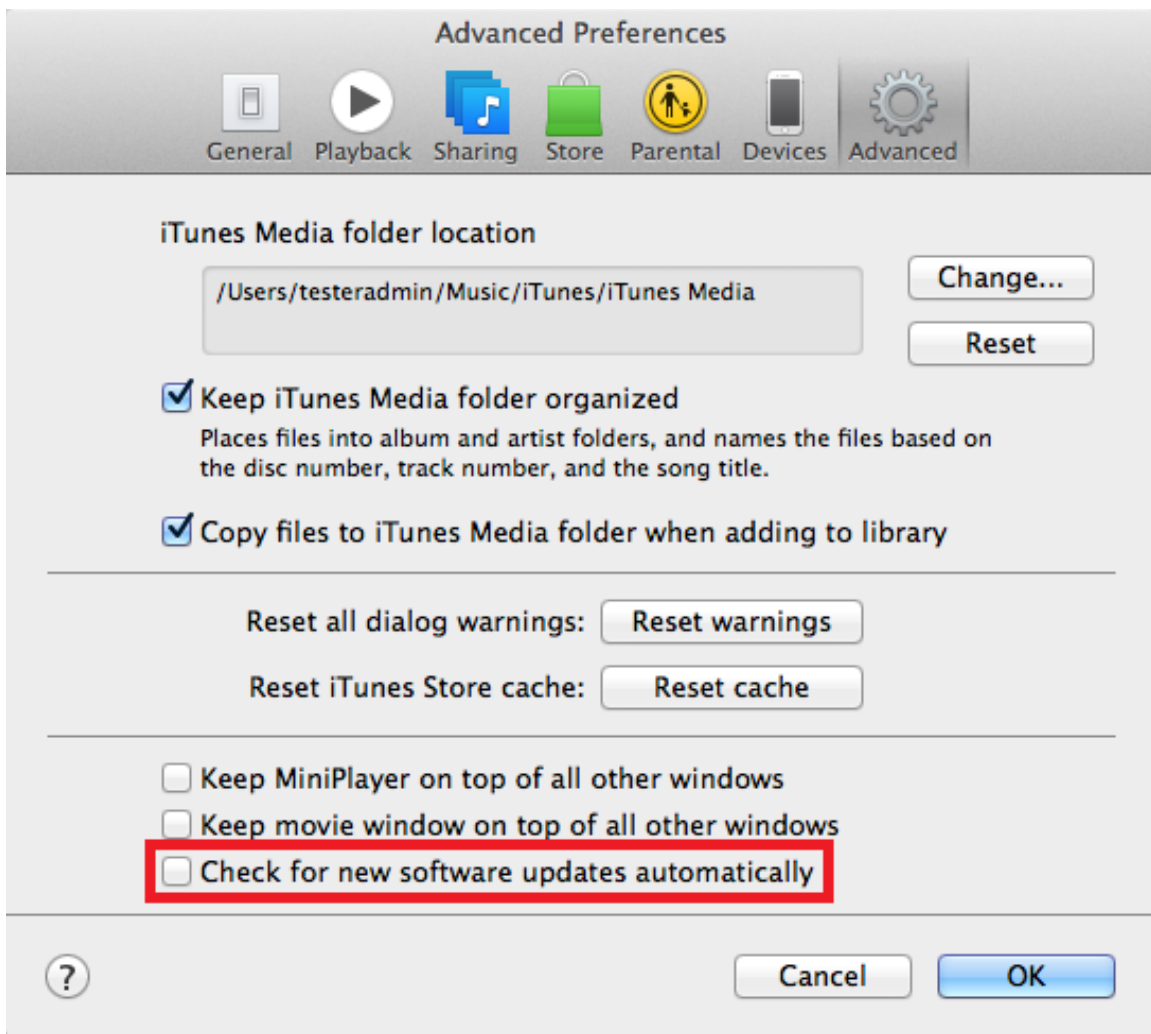 Advanced Preferences
General Playback Sharing Store Parental Devices Advanced
iTunes Media folder location
/Users/testeradmin/Music/iTunes/iTunes Media
Change...
Reset
Keep iTunes Media folder organized
Places files into album and artist folders, and names the files based on
the disc number, track number, and the song title.
Copy files to iTunes Media folder when adding to library
Reset all dialog warnings: Reset warnings
Reset iTunes Store cache: Reset cache
Keep MiniPlayer on top of all other windows
Keep movie window on top of all other windows
Check for new software updates automatically
? Cancel OK